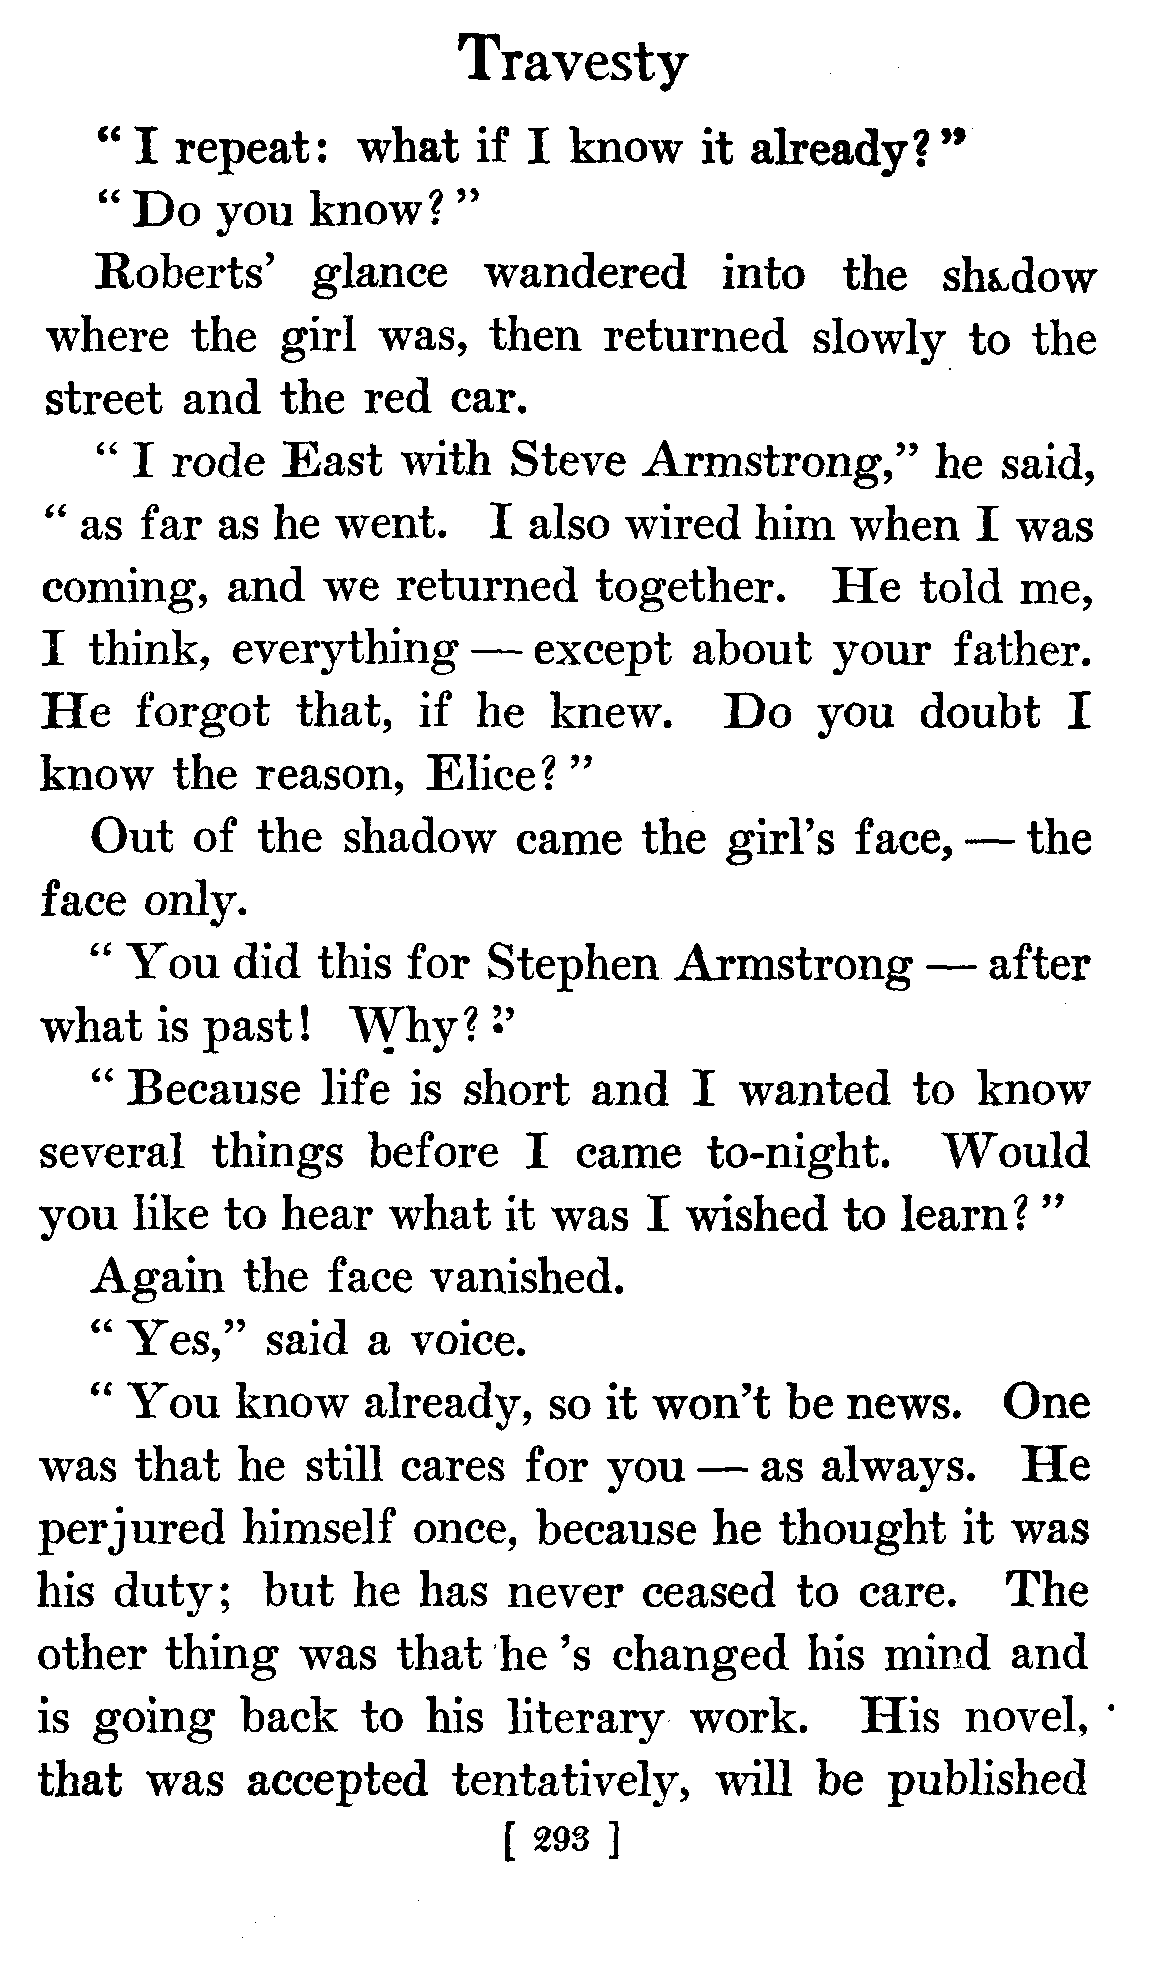 Travesty
" I repeat: what if I know it already? "
" Do you know? "
Roberts' glance wandered into the shadow
where the girl was, then returned slowly to the
street and the red car.
" I rode East with Steve Armstrong," he said,
" as far as he went. I also wired him when I was
coming, and we returned together. He told me,
I think, everything — except about your father.
He forgot that, if he knew. Do you doubt I
know the reason, Elice? "
Out of the shadow came the girl's face, — the
face only.
" You did this for Stephen Armstrong — after
what is past! Why? "
" Because life is short and I wanted to know
several things before I came to-night. Would
you like to hear what it was I wished to learn? "
Again the face vanished.
" Yes," said a voice.
" You know already, so it won't be news. One
was that he still cares for you — as always. He
perjured himself once, because he thought it was
his duty; but he has never ceased to care. The
other thing was that he 's changed his mind and
is going back to his literary work. His novel,
that was accepted tentatively, will be published
[ 293 ]